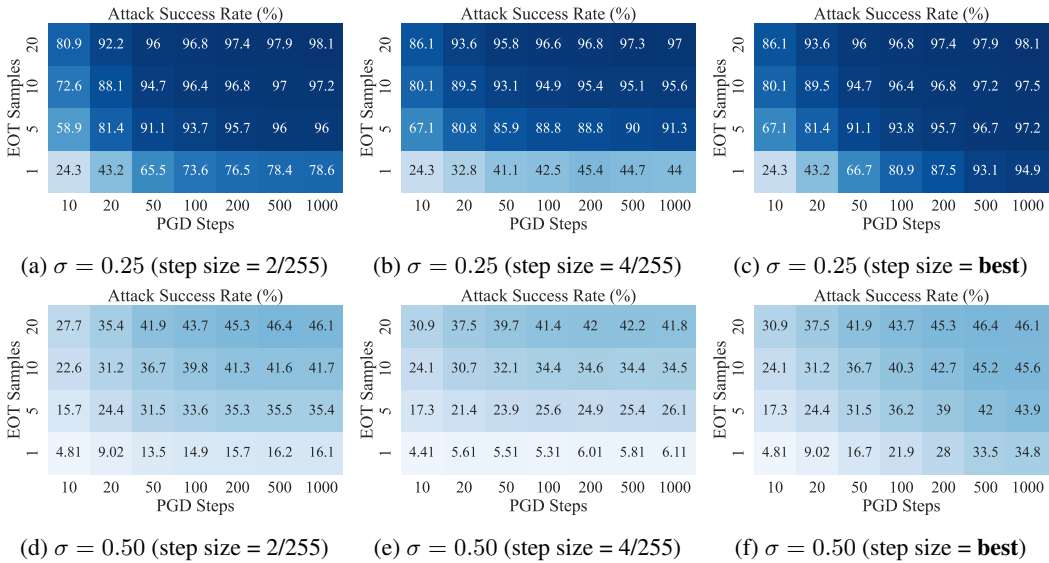 Attack Success Rate (%)
EOT Samples
20 80.9 92.2 96 96.8 97.4 97.9 98.1
10 72.6 88.1 94.7 96.4 96.8 97 97.2
5 58.9 81.4 91.1 93.7 95.7 96 96
1 24.3 43.2 65.5 73.6 76.5 78.4 78.6
10 20 50 100 200 500 1000
PGD Steps
(a) σ = 0.25 (step size = 2/255)
Attack Success Rate (%)
EOT Samples
20 86.1 93.6 95.8 96.6 96.8 97.3 97
10 80.1 89.5 93.1 94.9 95.4 95.1 95.6
5 67.1 80.8 85.9 88.8 88.8 90 91.3
1 24.3 32.8 41.1 42.5 45.4 44.7 44
10 20 50 100 200 500 1000
PGD Steps
(b) σ = 0.25 (step size = 4/255)
Attack Success Rate (%)
EOT Samples
20 86.1 93.6 96 96.8 97.4 97.9 98.1
10 80.1 89.5 94.7 96.4 96.8 97.2 97.5
5 67.1 81.4 91.1 93.8 95.7 96.7 97.2
1 24.3 43.2 66.7 80.9 87.5 93.1 94.9
10 20 50 100 200 500 1000
PGD Steps
(c) σ = 0.25 (step size = best)
Attack Success Rate (%)
EOT Samples
20 27.7 35.4 41.9 43.7 45.3 46.4 46.1
10 22.6 31.2 36.7 39.8 41.3 41.6 41.7
5 15.7 24.4 31.5 33.6 35.3 35.5 35.4
1 4.81 9.02 13.5 14.9 15.7 16.2 16.1
10 20 50 100 200 500 1000
PGD Steps
(d) σ = 0.50 (step size = 2/255)
Attack Success Rate (%)
EOT Samples
20 30.9 37.5 39.7 41.4 42 42.2 41.8
10 24.1 30.7 32.1 34.4 34.6 34.4 34.5
5 17.3 21.4 23.9 25.6 24.9 25.4 26.1
1 4.41 5.61 5.51 5.31 6.01 5.81 6.11
10 20 50 100 200 500 1000
PGD Steps
(e) σ = 0.50 (step size = 4/255)
Attack Success Rate (%)
EOT Samples
20 30.9 37.5 41.9 43.7 45.3 46.4 46.1
10 24.1 31.2 36.7 40.3 42.7 45.2 45.6
5 17.3 24.4 31.5 36.2 39 42 43.9
1 4.81 9.02 16.7 21.9 28 33.5 34.8
10 20 50 100 200 500 1000
PGD Steps
(f) σ = 0.50 (step size = best)